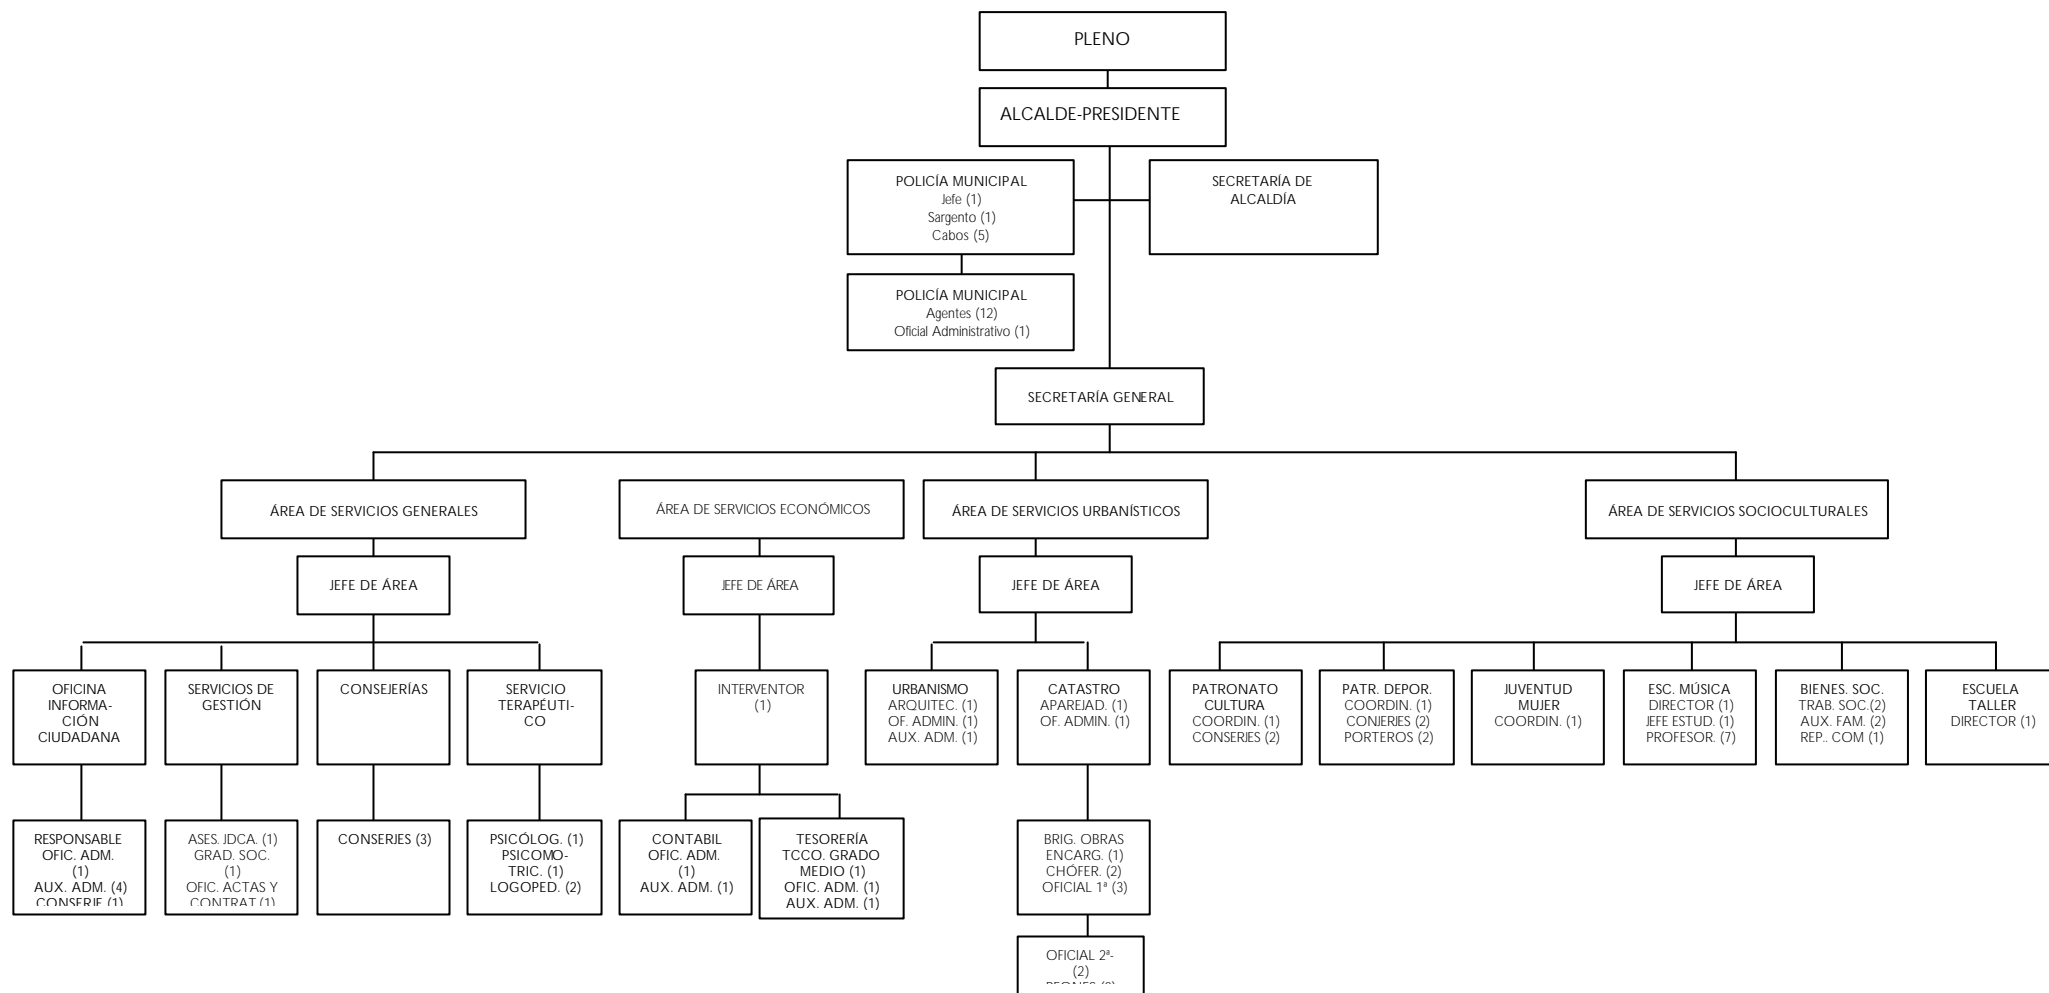 PLENO
ALCALDE-PRESIDENTE
POLICÍA MUNICIPAL
Jefe (1)
Sargento (1)
Cabos (5)
SECRETARÍA DE
ALCALDÍA
POLICÍA MUNICIPAL
Agentes (12)
Oficial Administrativo (1)
SECRETARÍA GENERAL
ÁREA DE SERVICIOS GENERALES
ÁREA DE SERVICIOS ECONÓMICOS
ÁREA DE SERVICIOS URBANÍSTICOS
ÁREA DE SERVICIOS SOCIOCULTURALES
JEFE DE ÁREA
JEFE DE ÁREA
JEFE DE ÁREA
JEFE DE ÁREA
OFICINA
INFORMA-
CIÓN
CIUDADANA
SERVICIOS DE
GESTIÓN
CONSEJERÍAS
SERVICIO
TERAPÉUTI-
CO
INTERVENTOR
(1)
URBANISMO
ARQUITEC. (1)
OF. ADMIN. (1)
AUX. ADM. (1)
CATASTRO
APAREJAD. (1)
OF. ADMIN. (1)
PATRONATO
CULTURA
COORDIN. (1)
CONSERJES (2)
PATR. DEPOR.
COORDIN. (1)
CONJERJES (2)
PORTEROS (2)
JUVENTUD
MUJER
COORDIN. (1)
ESC. MÚSICA
DIRECTOR (1)
JEFE ESTUD. (1)
PROFESOR. (7)
BIENES. SOC.
TRAB. SOC.(2)
AUX. FAM. (2)
REP.. COM (1)
ESCUELA
TALLER
DIRECTOR (1)
RESPONSABLE
OFIC. ADM.
(1)
AUX. ADM. (4)
CONSERJE (1)
ASES. JDCA. (1)
GRAD. SOC.
(1)
OFIC. ACTAS Y
CONTRAT (1)
CONSERJES (3)
PSICÓLOG. (1)
PSICOMO-
TRIC. (1)
LOGOPED. (2)
CONTABIL
OFIC. ADM.
(1)
AUX. ADM. (1)
TESORERÍA
TCCO. GRADO
MEDIO (1)
OFIC. ADM. (1)
AUX. ADM. (1)
BRIG. OBRAS
ENCARG. (1)
CHÓFER. (2)
OFICIAL 1ª (3)
OFICIAL 2ª-
(2)